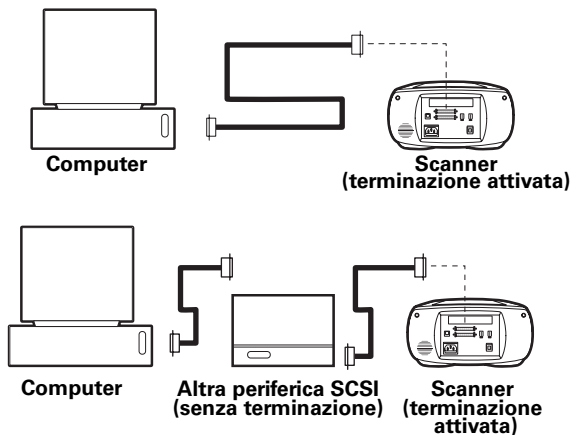 Computer
Scanner
(terminazione attivata)
Computer
Altra periferica SCSI
(senza terminazione)
Scanner
(terminazione
attivata)